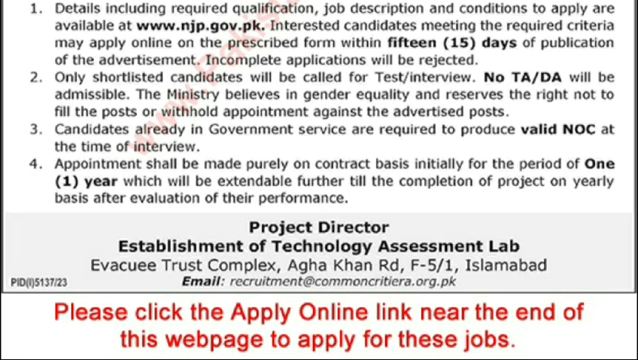 1. Details including required qualification, job description and conditions to apply are
available at www.njp.gov.pk. Interested candidates meeting the required criteria
may apply online on the prescribed form within fifteen (15) days of publication
of the advertisement. Incomplete applications will be rejected.
2. Only shortlisted candidates will be called for Test/interview. No TA/DA will be
admissible. The Ministry believes in gender equality and reserves the right not to
fill the posts or withhold appointment against the advertised posts.
3. Candidates already in Government service are required to produce valid NOC at
the time of interview.
4. Appointment shall be made purely on contract basis initially for the period of One
(1) year which will be extendable further till the completion of project on yearly
basis after evaluation of their performance.
Project Director
Establishment of Technology Assessment Lab
Evacuee Trust Complex, Agha Khan Rd, F-5/1, Islamabad
PID(I)5137/23 Email: recruitment@commoncritiera.org.pk
Please click the Apply Online link near the end of
this webpage to apply for these jobs.